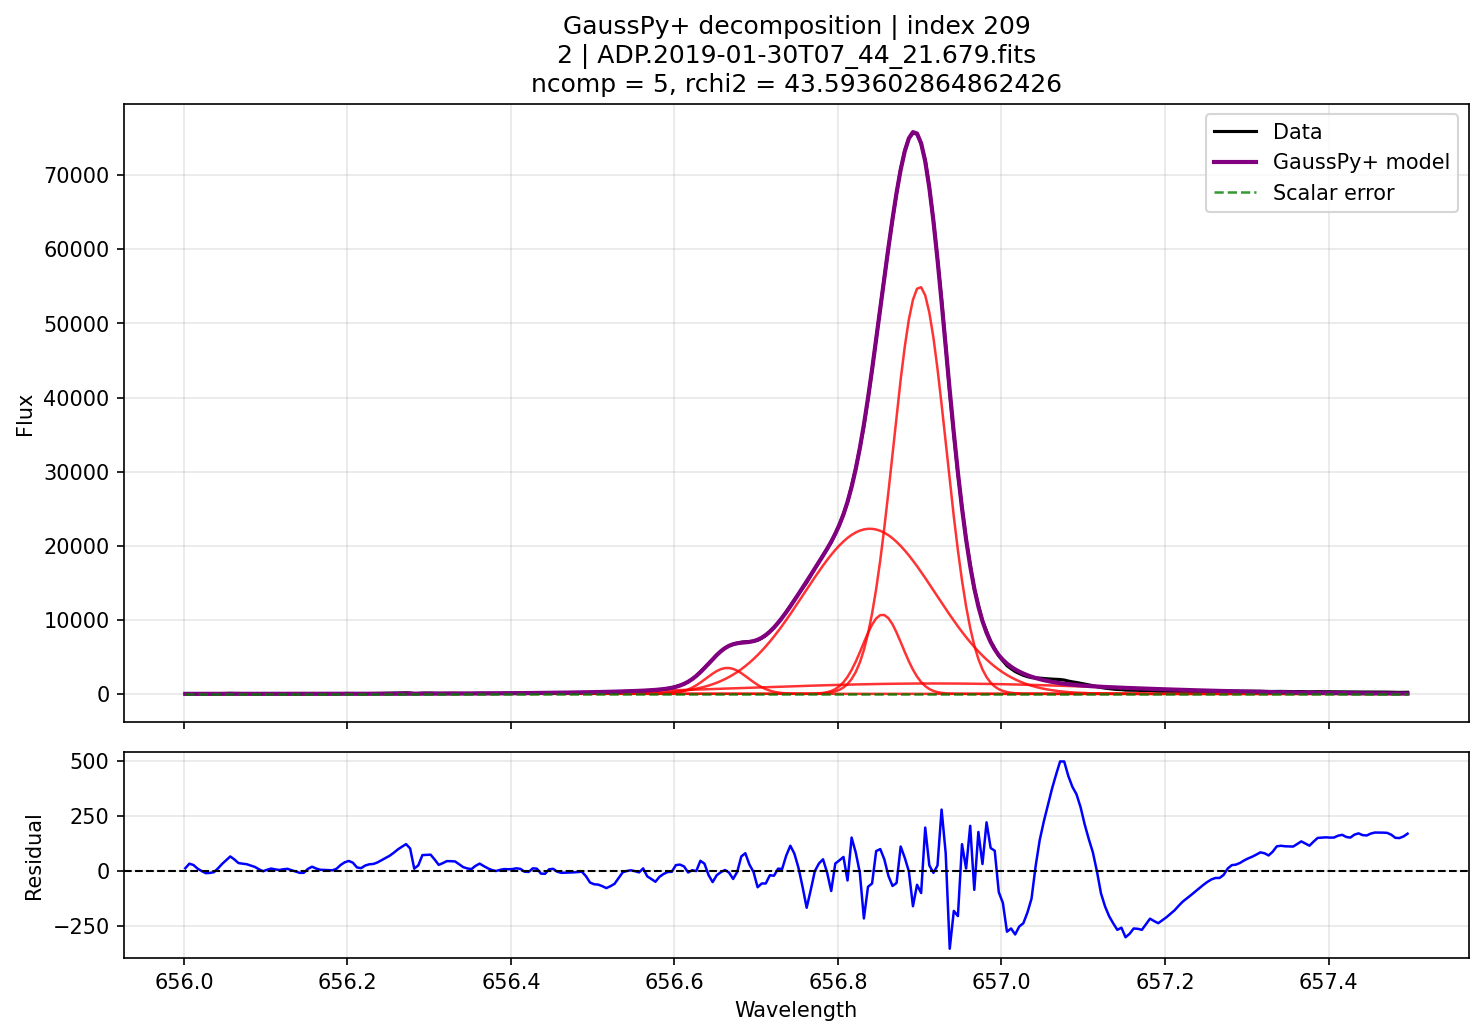 GaussPy+ decomposition | index 209
2 | ADP.2019-01-30T07_44_21.679.fits
ncomp = 5, rchi2 = 43.593602864862426
Data
GaussPy+ model
Scalar error
Flux
70000
60000
50000
40000
30000
20000
10000
0
Residual
500
250
0
−250
656.0
656.2
656.4
656.6
656.8
657.0
657.2
657.4
Wavelength